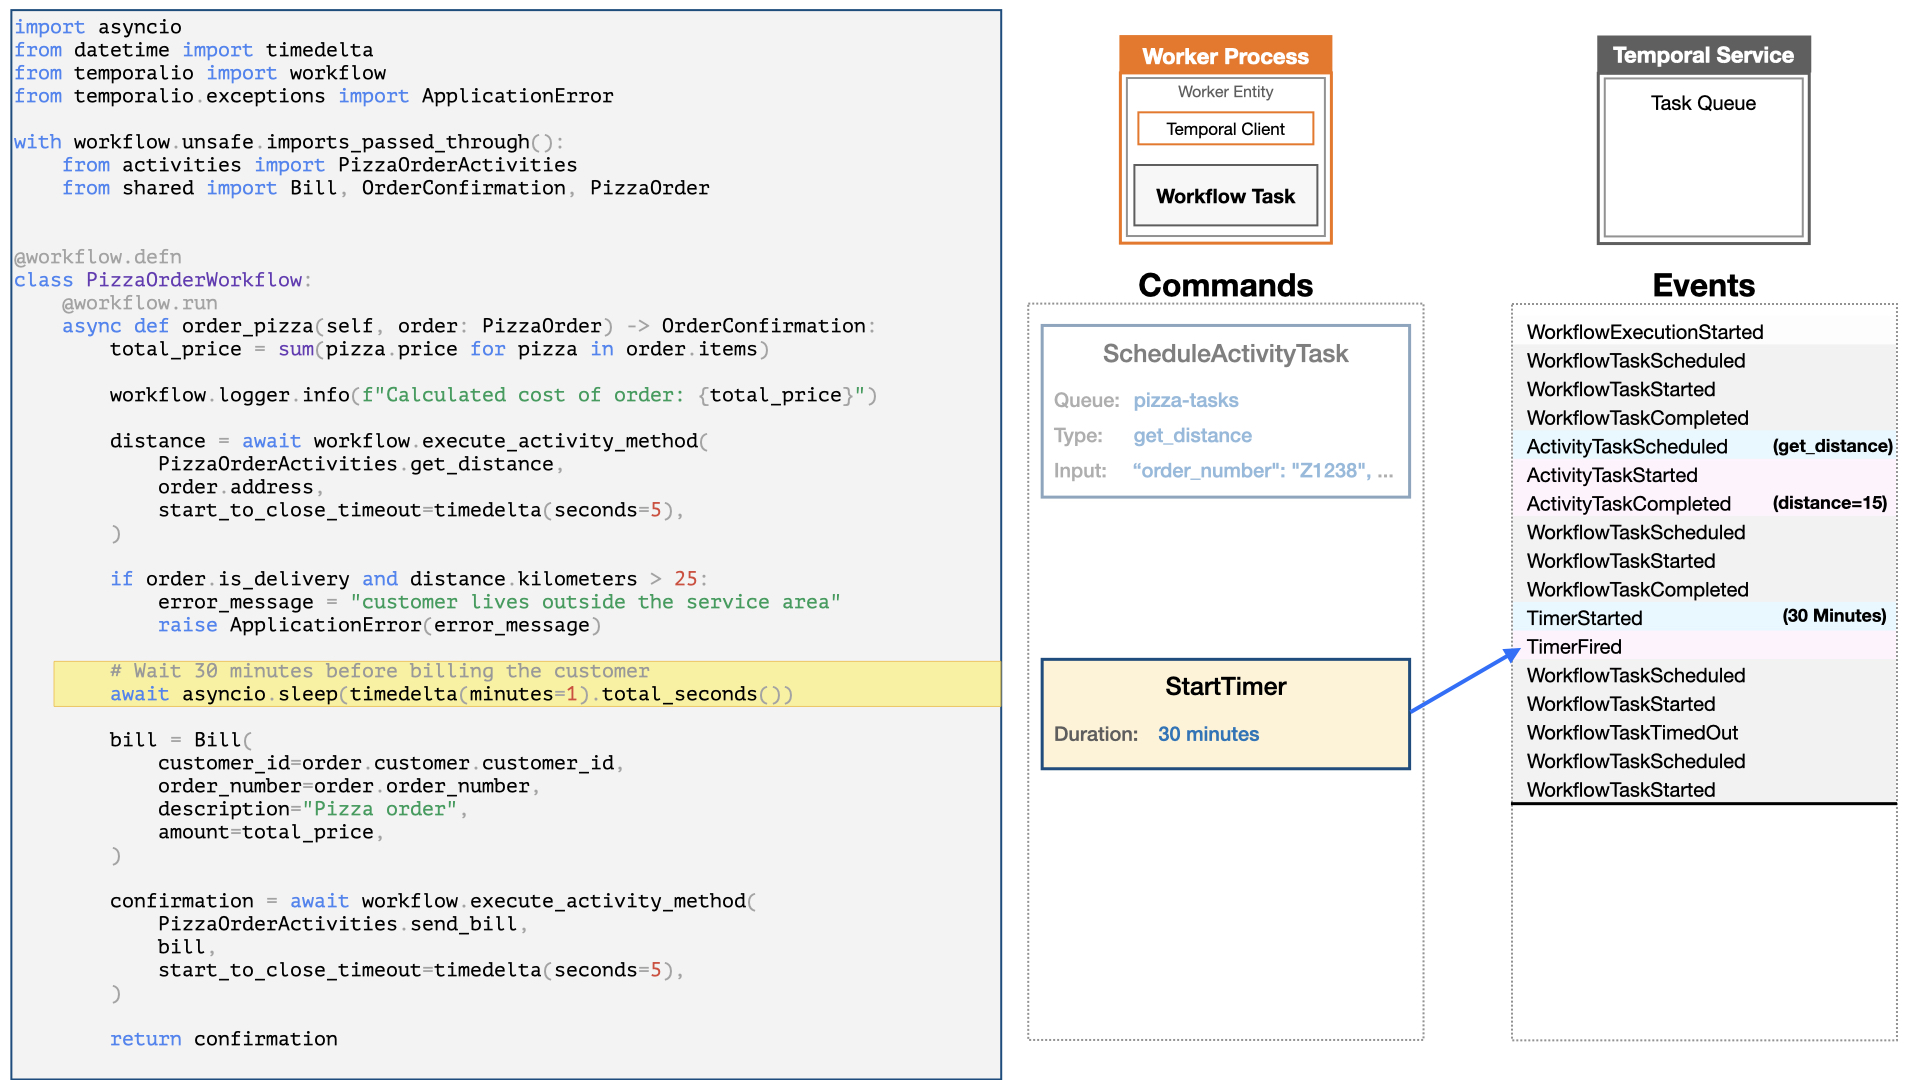 import asyncio
from datetime import timedelta
from temporalio import workflow
from temporalio.exceptions import ApplicationError

with workflow.unsafe.imports_passed_through():
    from activities import PizzaOrderActivities
    from shared import Bill, OrderConfirmation, PizzaOrder

@workflow.defn
class PizzaOrderWorkflow:
    @workflow.run
    async def order_pizza(self, order: PizzaOrder) -> OrderConfirmation:
        total_price = sum(pizza.price for pizza in order.items)

        workflow.logger.info(f"Calculated cost of order: {total_price}")

        distance = await workflow.execute_activity_method(
            PizzaOrderActivities.get_distance,
            order.address,
            start_to_close_timeout=timedelta(seconds=5),
        )

        if order.is_delivery and distance.kilometers > 25:
            error_message = "customer lives outside the service area"
            raise ApplicationError(error_message)

        # Wait 30 minutes before billing the customer
        await asyncio.sleep(timedelta(minutes=1).total_seconds())

        bill = Bill(
            customer_id=order.customer.customer_id,
            order_number=order.order_number,
            description="Pizza order",
            amount=total_price,
        )

        confirmation = await workflow.execute_activity_method(
            PizzaOrderActivities.send_bill,
            bill,
            start_to_close_timeout=timedelta(seconds=5),
        )

        return confirmation
Worker Process
Worker Entity
Temporal Client
Workflow Task
Temporal Service
Task Queue
Commands
ScheduleActivityTask
Queue: pizza-tasks
Type: get_distance
Input: “order_number": "Z1238", ...
StartTimer
Duration: 30 minutes
Events
WorkflowExecutionStarted
WorkflowTaskScheduled
WorkflowTaskStarted
WorkflowTaskCompleted
ActivityTaskScheduled (get_distance)
ActivityTaskStarted
ActivityTaskCompleted (distance=15)
WorkflowTaskScheduled
WorkflowTaskStarted
WorkflowTaskCompleted
TimerStarted (30 Minutes)
TimerFired
WorkflowTaskScheduled
WorkflowTaskStarted
WorkflowTaskTimedOut
WorkflowTaskScheduled
WorkflowTaskStarted